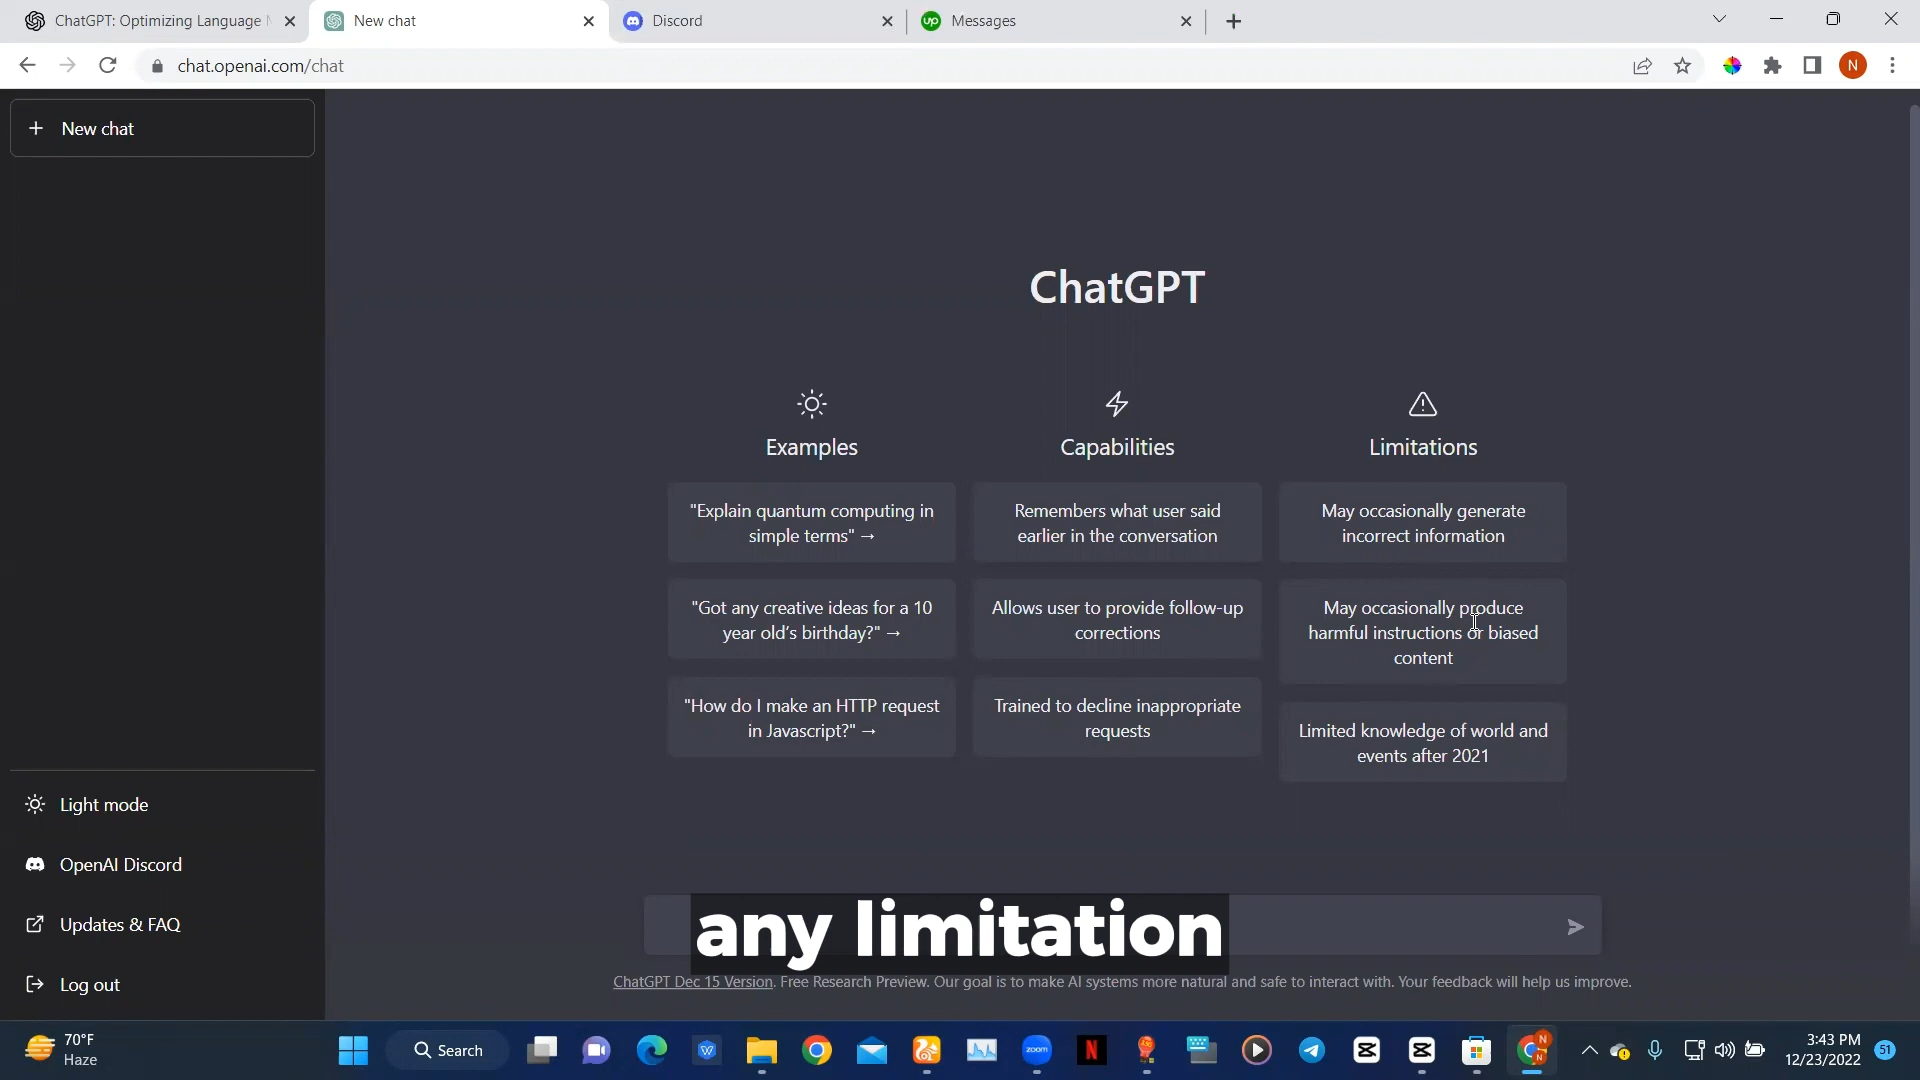 ChatGPT: Optimizing Language
New chat
Discord
Messages
chat.openai.com/chat
N
New chat
ChatGPT
Examples
Capabilities
Limitations
"Explain quantum computing in
simple terms" →
Remembers what user said
earlier in the conversation
May occasionally generate
incorrect information
"Got any creative ideas for a 10
year old's birthday?" →
Allows user to provide follow-up
corrections
May occasionally produce
harmful instructions or biased
content
"How do I make an HTTP request
in Javascript?" →
Trained to decline inappropriate
requests
Limited knowledge of world and
events after 2021
Light mode
OpenAI Discord
Updates & FAQ
Log out
any limitation
ChatGPT Dec 15 Version. Free Research Preview. Our goal is to make AI systems more natural and safe to interact with. Your feedback will help us improve.
70°F
Haze
Search
zoom
N
3:43 PM
12/23/2022
51